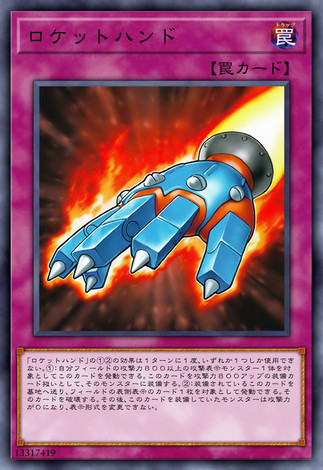 ロケットハンド
トラップ
罠
【罠カード】
「ロケットハンド」の①②の効果は１ターンに１度、いずれか１つしか使用でき
ない。①：自分フィールドの攻撃力８００以上の攻撃表示モンスター１体を対
象としてこのカードを発動できる。このカードを攻撃力８００アップの装備カー
ド扱いとして、そのモンスターに装備する。②：装備されているこのカードを
墓地へ送り、フィールドの表側表示のカード１枚を対象として発動できる。そ
のカードを破壊する。その後、このカードを装備していたモンスターは攻撃力
が０になり、表示形式を変更できない。
13317419